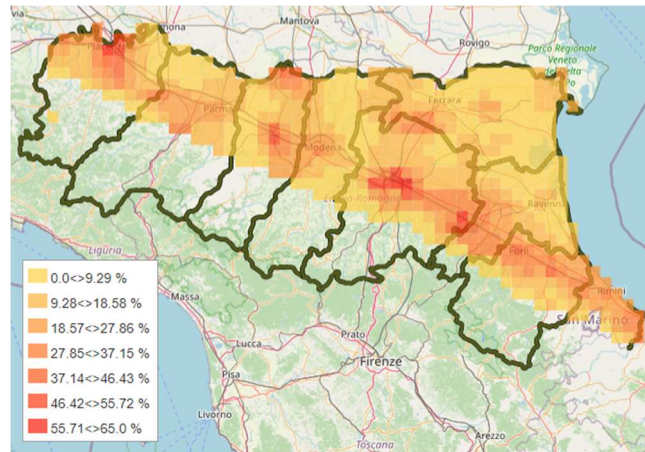 Mantova
Rovigo
Parco Regionale
Veneto
del Delta
del Po
Ferrara
Parma
Modena
Ravenna
Forlì
Rimini
San Marino
Liguria
Massa
Lucca
Prato
Firenze
Pisa
Livorno
Toscana
Arezzo
0.0<>9.29 %
9.28<>18.58 %
18.57<>27.86 %
27.85<>37.15 %
37.14<>46.43 %
46.42<>55.72 %
55.71<>65.0 %